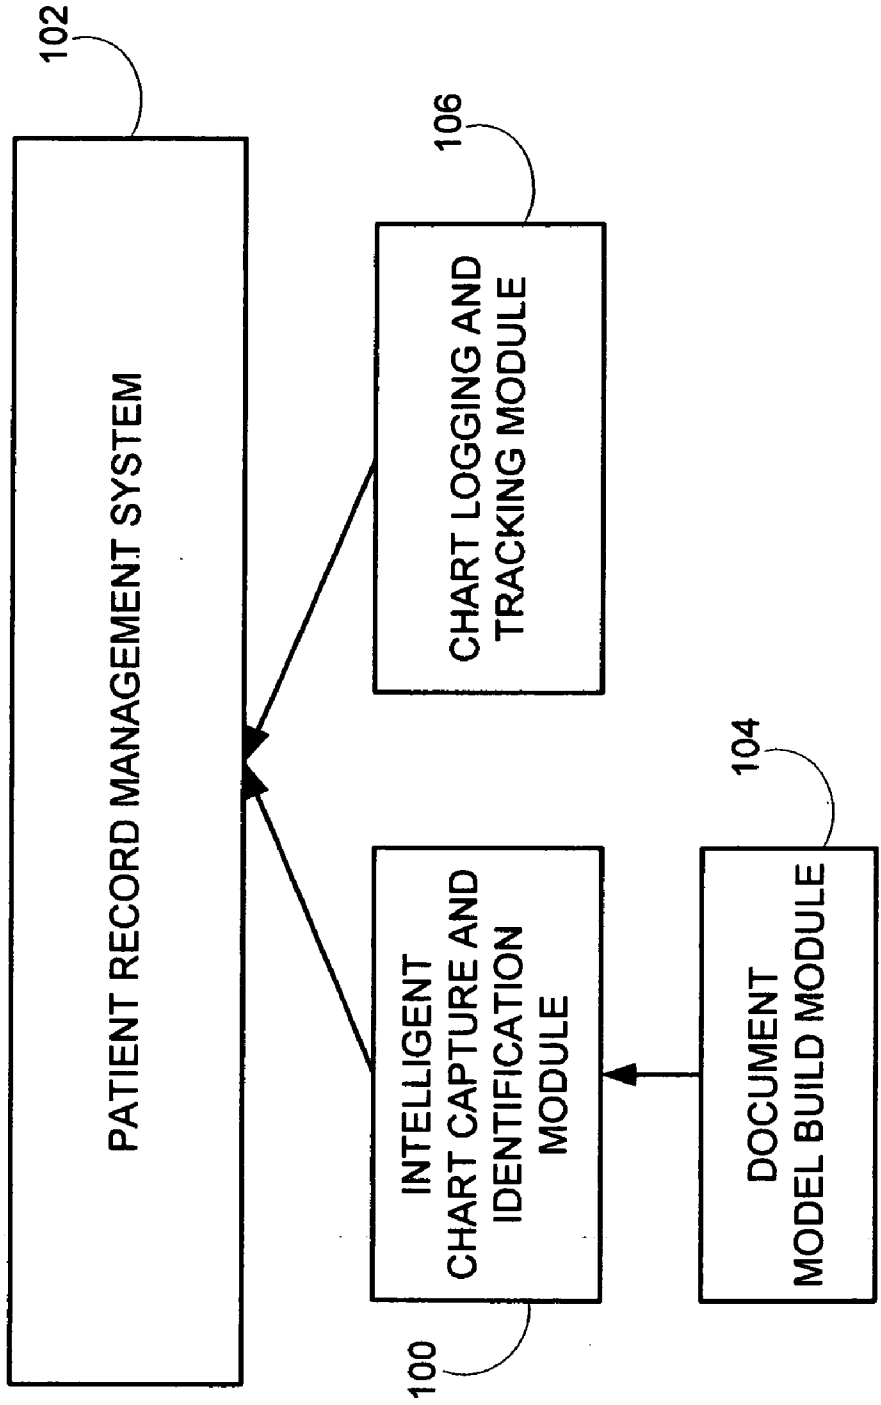 102
PATIENT RECORD MANAGEMENT SYSTEM
106
CHART LOGGING AND
TRACKING MODULE
100
INTELLIGENT
CHART CAPTURE AND
IDENTIFICATION
MODULE
104
DOCUMENT
MODEL BUILD MODULE